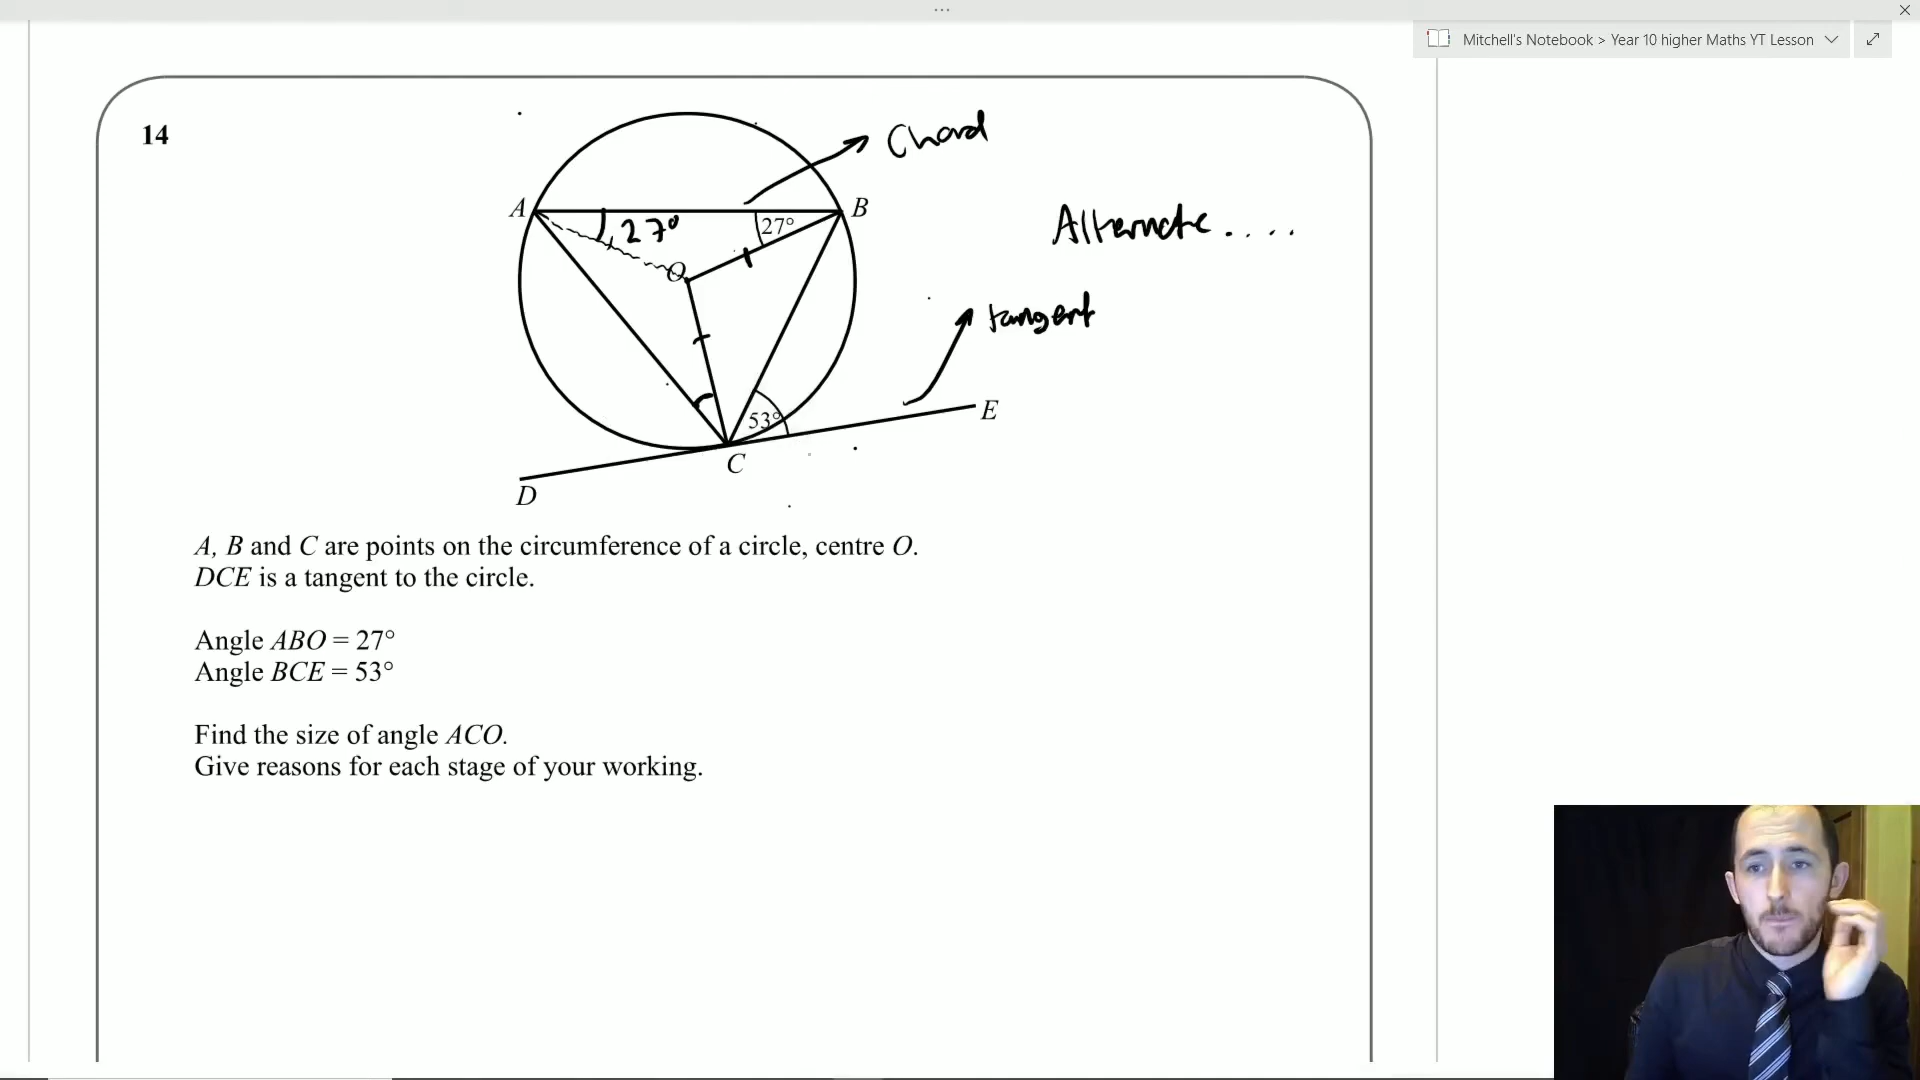 ...
Mitchell's Notebook > Year 10 higher Maths YT Lesson
14
Chord
A
B
27°
27°
Alternate....
O
tangent
53°
E
C
D
A, B and C are points on the circumference of a circle, centre O.
DCE is a tangent to the circle.
Angle ABO = 27°
Angle BCE = 53°
Find the size of angle ACO.
Give reasons for each stage of your working.